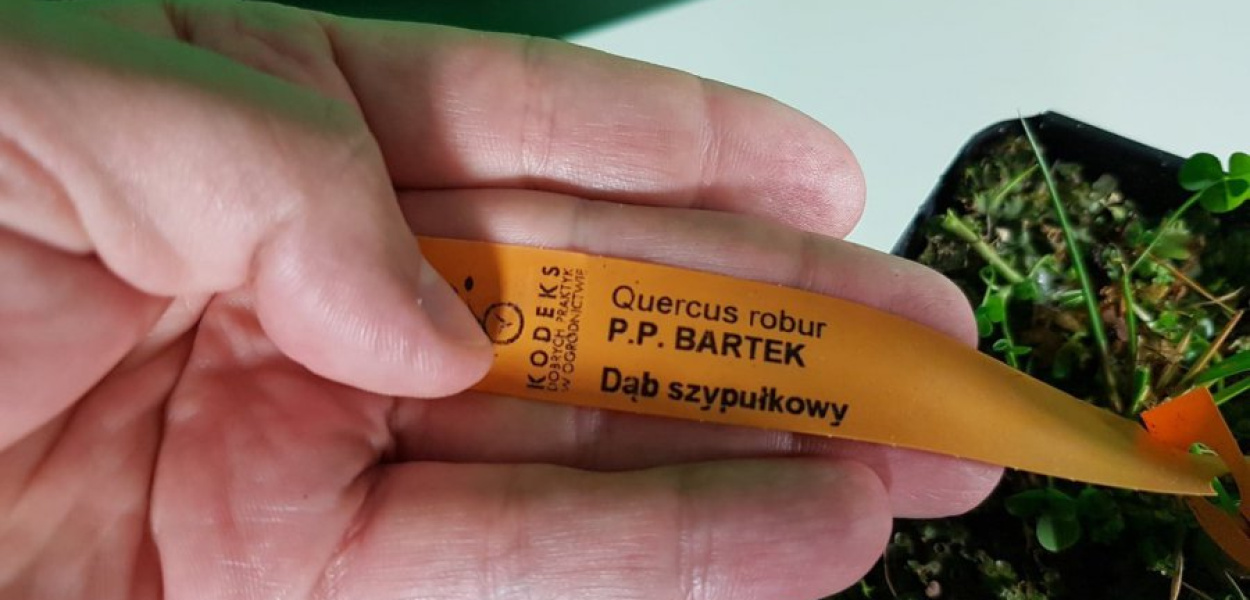 KODEKS
DOBRYCH PRAKTYK
W OGRODNICTWIE
Quercus robur
P.P. BARTEK
Dąb szypułkowy